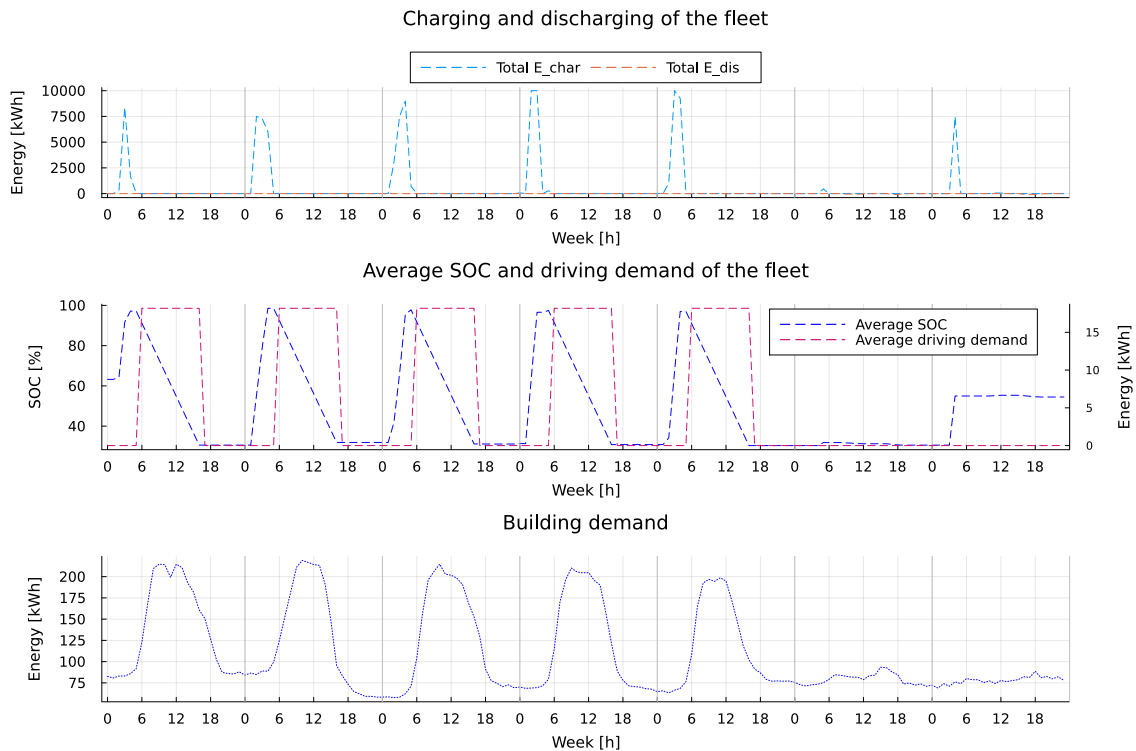 Charging and discharging of the fleet
Total E_char Total E_dis
Energy [kWh]
10000
7500
5000
2500
0
0 6 12 18 0 6 12 18 0 6 12 18 0 6 12 18 0 6 12 18 0 6 12 18 0 6 12 18
Week [h]
Average SOC and driving demand of the fleet
SOC [%]
100
80
60
40
Average SOC
Average driving demand
15
10
5
0
Energy [kWh]
0 6 12 18 0 6 12 18 0 6 12 18 0 6 12 18 0 6 12 18 0 6 12 18 0 6 12 18
Week [h]
Building demand
Energy [kWh]
200
175
150
125
100
75
0 6 12 18 0 6 12 18 0 6 12 18 0 6 12 18 0 6 12 18 0 6 12 18 0 6 12 18
Week [h]